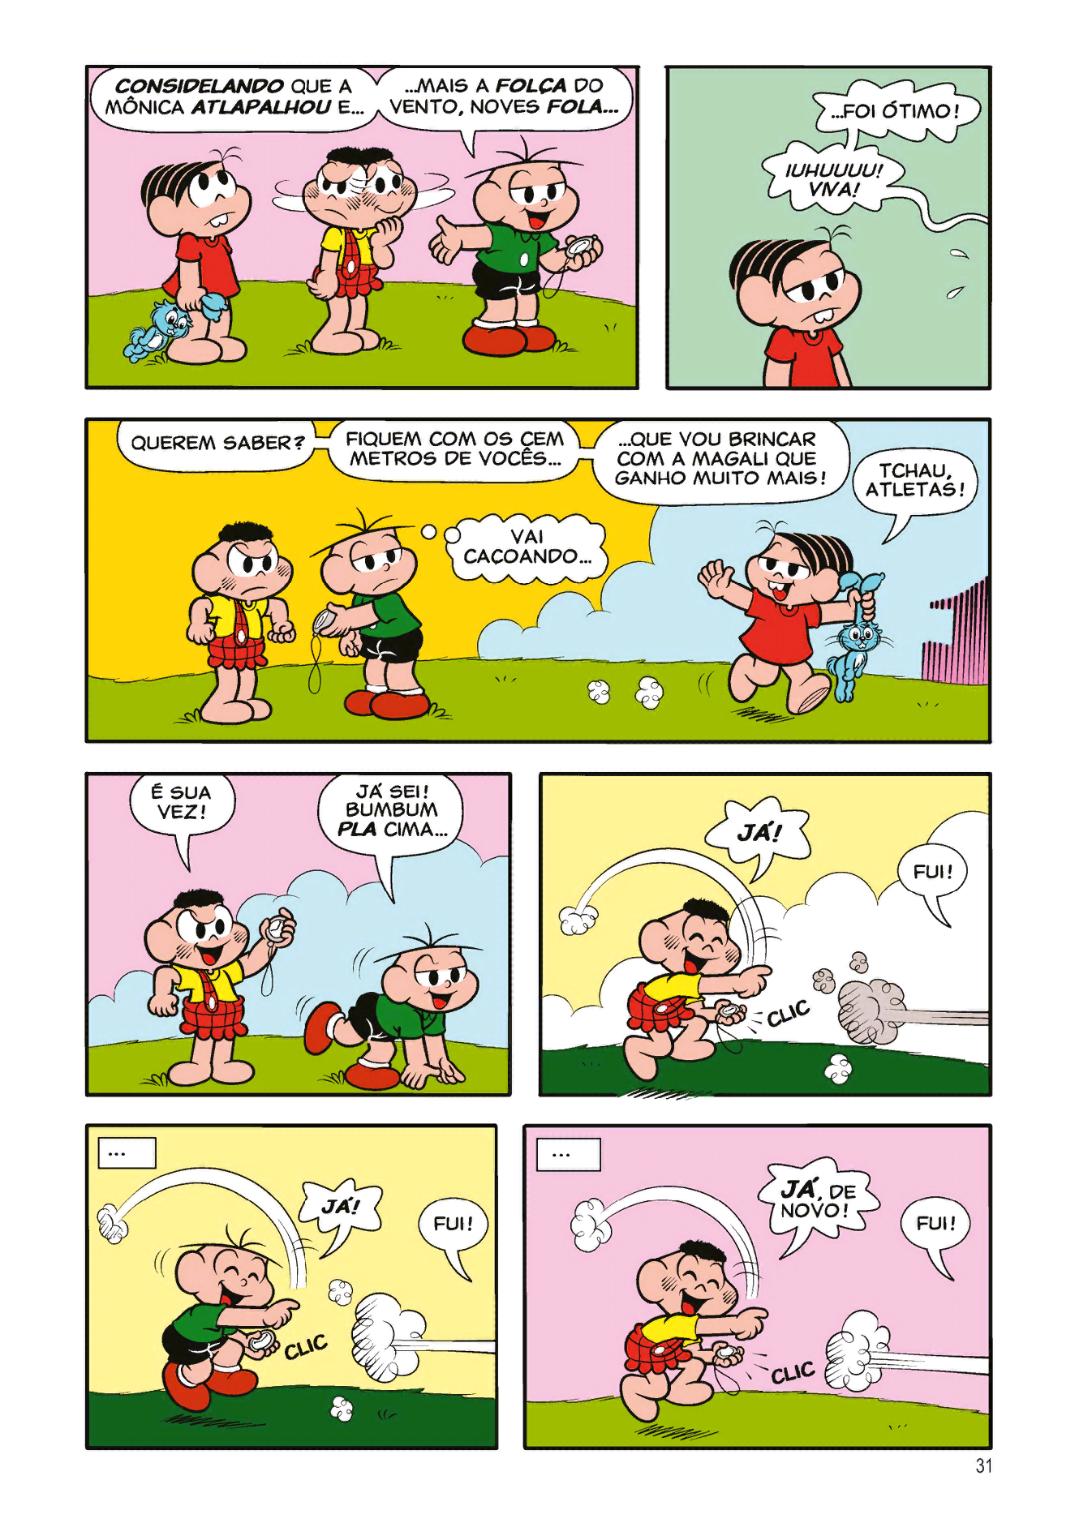 CONSIDELANDO QUE A
MÔNICA ATLAPALHOU E...
...MAIS A FOLÇA DO
VENTO, NOVES FOLA...
...FOI ÓTIMO!
IUHUUUU!
VIVA!
QUEREM SABER?
FIQUEM COM OS CEM
METROS DE VOCÊS...
...QUE VOU BRINCAR
COM A MAGALI QUE
GANHO MUITO MAIS!
TCHAU,
ATLETAS!
VAI
CAÇOANDO...
É SUA
VEZ!
JÁ SEI!
BUMBUM
PLA CIMA...
JÁ!
FUI!
CLIC
...
JÁ!
FUI!
CLIC
...
JÁ, DE
NOVO!
FUI!
CLIC
31